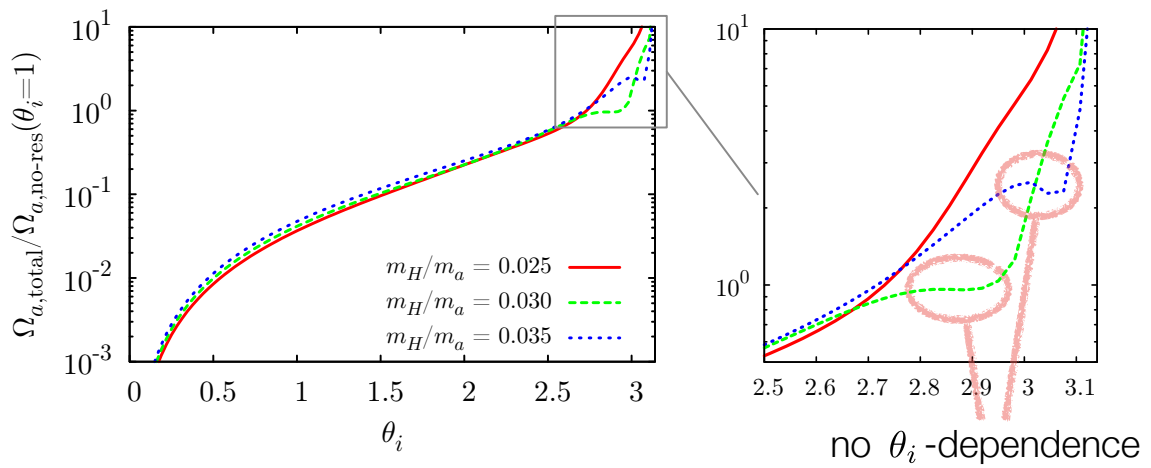 Ω_{a,total}/Ω_{a,no-res}(θ_i=1)
10^1
10^0
10^{-1}
10^{-2}
10^{-3}
m_H/m_a = 0.025
m_H/m_a = 0.030
m_H/m_a = 0.035
0 0.5 1 1.5 2 2.5 3
θ_i
10^1
10^0
2.5 2.6 2.7 2.8 2.9 3 3.1
no θ_i -dependence